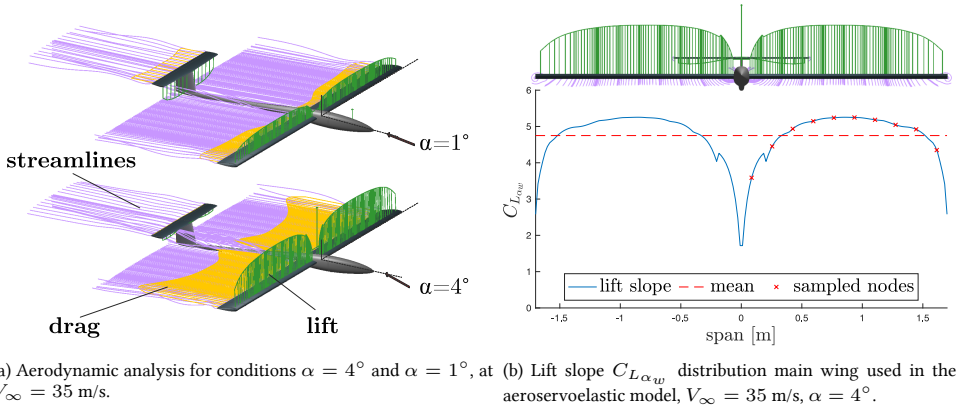 α=1°
streamlines
α=4°
drag
lift
6
5
4
3
2
1
0
C_{L_{α_w}}
-1,5
-1
-0,5
0
0,5
1
1,5
span [m]
lift slope
mean
sampled nodes
a) Aerodynamic analysis for conditions α = 4° and α = 1°, at
V∞ = 35 m/s.
(b) Lift slope C_{L_{α_w}} distribution main wing used in the
aeroservoelastic model, V∞ = 35 m/s, α = 4°.